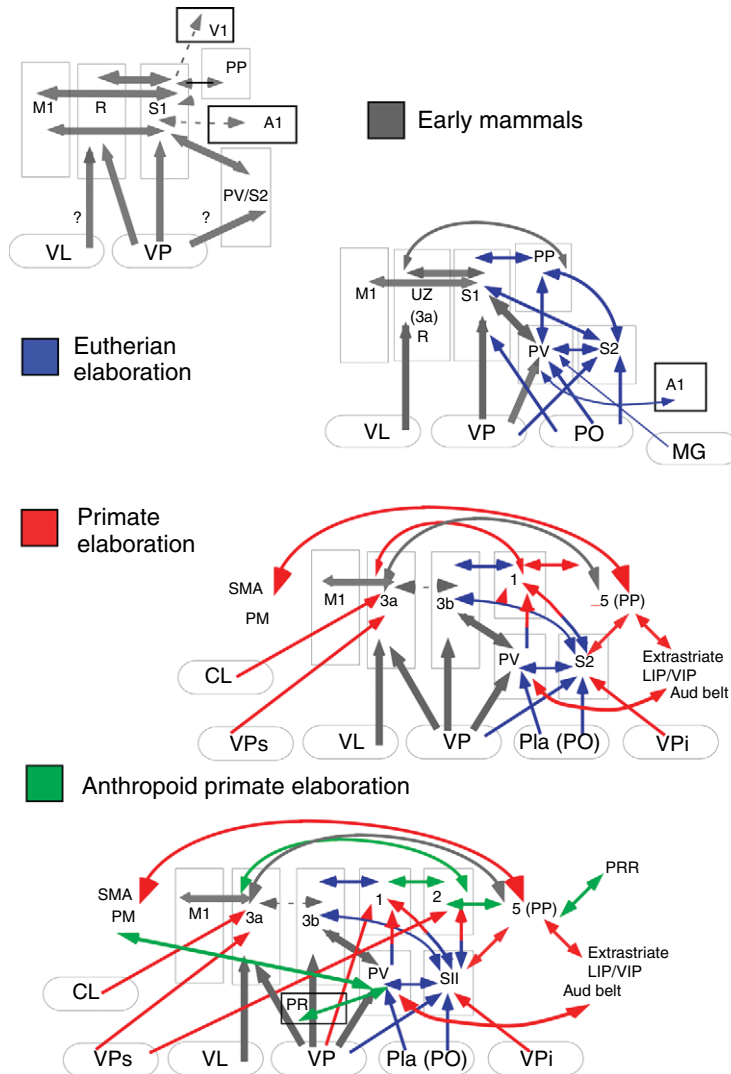 V1
PP
M1 R S1
A1
PV/S2
? ?
VL VP
Early mammals
PP
M1 UZ S1
(3a)
R
PV S2
A1
VL VP PO
MG
Eutherian
elaboration
Primate
elaboration
SMA
M1 3a 3b 1 5 (PP)
PM
PV S2
Extrastriate
LIP/VIP
Aud belt
CL
VPs VL VP Pla (PO) VPi
Anthropoid primate elaboration
PRR
SMA
PM
M1 3a 3b 1 2 5 (PP)
Extrastriate
LIP/VIP
Aud belt
PV SII
CL
PR
VPs VL VP Pla (PO) VPi